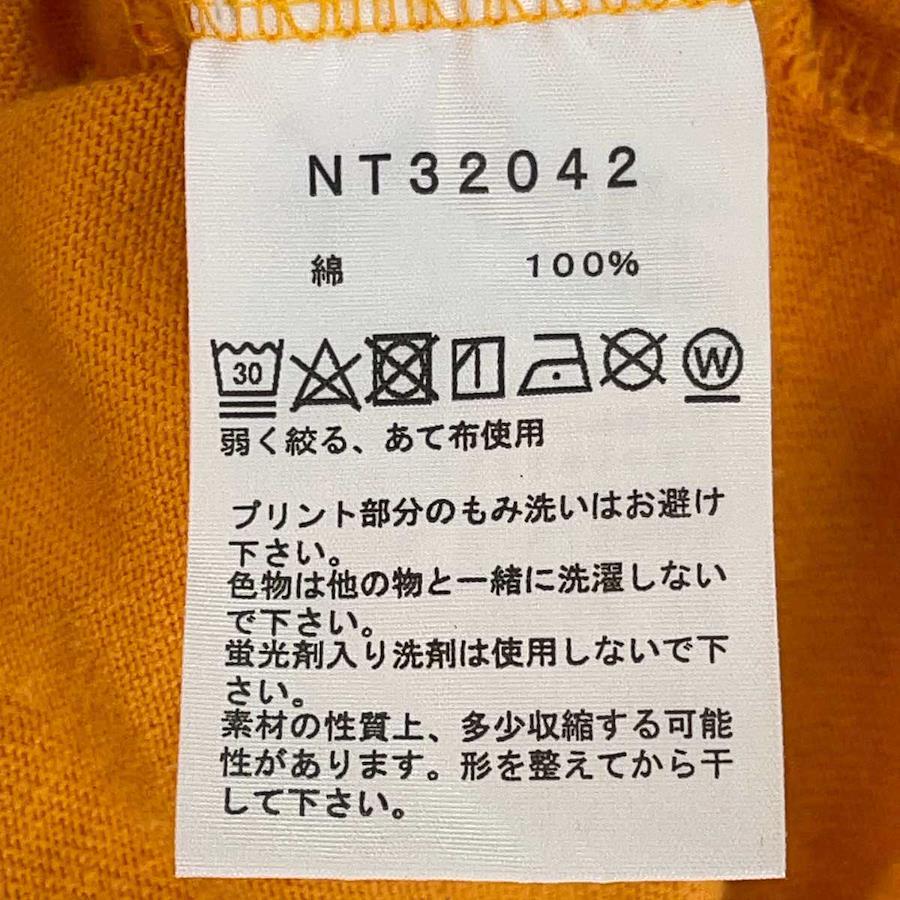 NT32042
綿 100%
30 W
弱く絞る、あて布使用
プリント部分のもみ洗いはお避け
下さい。
色物は他の物と一緒に洗濯しない
で下さい。
蛍光剤入り洗剤は使用しないで下
さい。
素材の性質上、多少収縮する可能
性があります。形を整えてから干
して下さい。